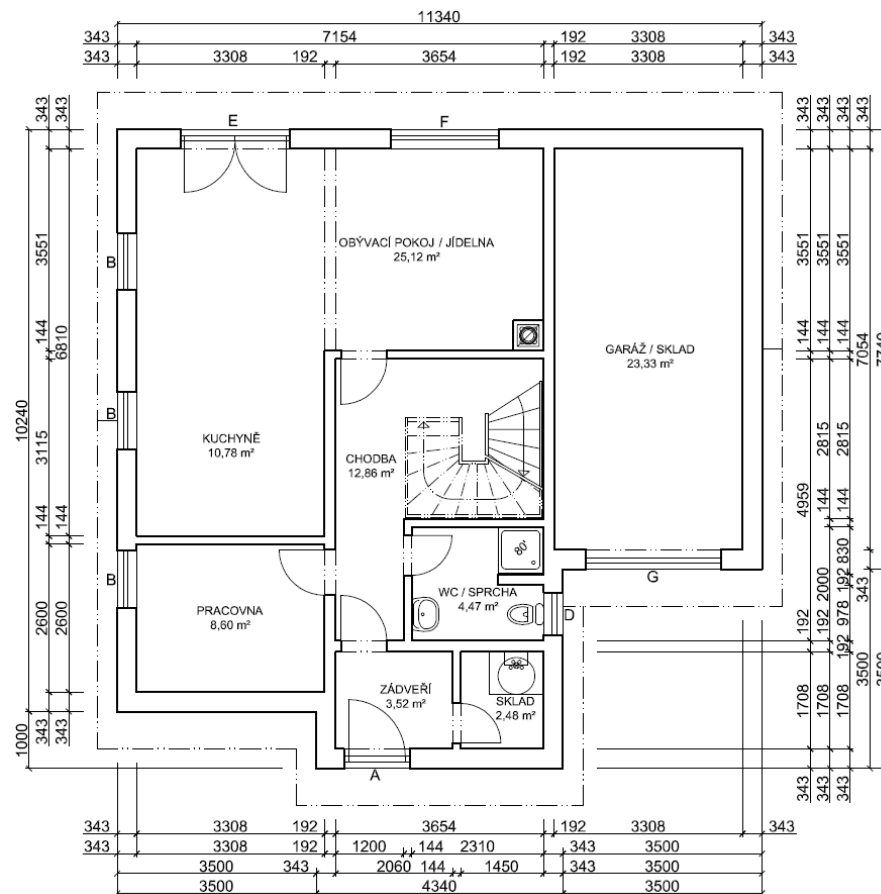 11340
343 7154 192 3308 343
343 3308 192 3654 192 3308 343
E
F
343 343
343 343 343 343
3551
3551 3551 3551
B
OBÝVACÍ POKOJ / JÍDELNA
25,12 m²
144
6810
144 144 144
7054
GARÁŽ / SKLAD
23,33 m²
10240
B
KUCHYNĚ
10,78 m²
CHODBA
12,86 m²
3115
4959
2815 2815
144 144
144 144
B
80'
WC / SPRCHA
4,47 m²
G
D
PRACOVNA
8,60 m²
2600 2600
2000
830
192
978
343
192 192 192
3500
ZÁDVEŘÍ
3,52 m²
SKLAD
2,48 m²
1708 1708 1708
1000
343 343
A
343 343 343
343 3308 192 3654 192 3308 343
343 3308 192 1200 144 2310 343 3500
3500 343 2060 144 1450 343 3500
3500 4340 3500